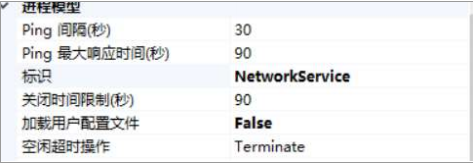 进程模型
Ping 间隔(秒) 30
Ping 最大响应时间(秒) 90
标识 NetworkService
关闭时间限制(秒) 90
加载用户配置文件 False
空闲超时操作 Terminate